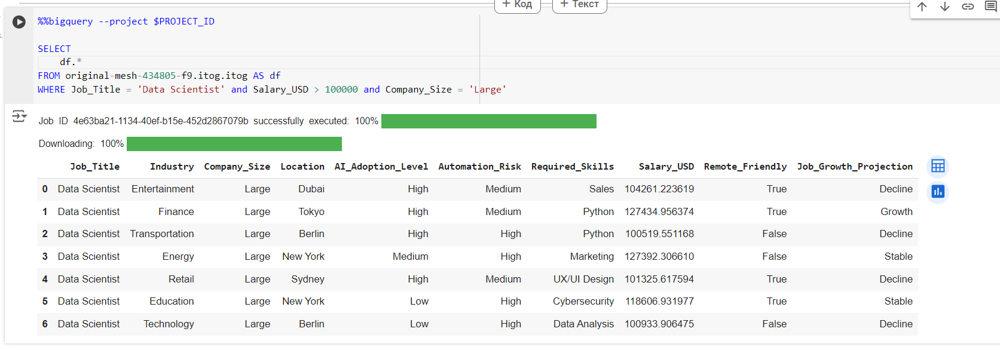 + Код + Текст
%%bigquery --project $PROJECT_ID
SELECT
df.*
FROM original-mesh-434805-f9.itog.itog AS df
WHERE Job_Title = 'Data Scientist' and Salary_USD > 100000 and Company_Size = 'Large'
Job ID 4e63ba21-1134-40ef-b15e-452d2867079b successfully executed: 100%
Downloading: 100%
Job_Title Industry Company_Size Location AI_Adoption_Level Automation_Risk Required_Skills Salary_USD Remote_Friendly Job_Growth_Projection
0 Data Scientist Entertainment Large Dubai High Medium Sales 104261.223619 True Decline
1 Data Scientist Finance Large Tokyo High Medium Python 127434.956374 True Growth
2 Data Scientist Transportation Large Berlin High High Python 100519.551168 False Decline
3 Data Scientist Energy Large New York Medium High Marketing 127392.306610 False Stable
4 Data Scientist Retail Large Sydney High Medium UX/UI Design 101325.617594 True Decline
5 Data Scientist Education Large New York Low High Cybersecurity 118606.931977 True Stable
6 Data Scientist Technology Large Berlin Low High Data Analysis 100933.906475 False Decline